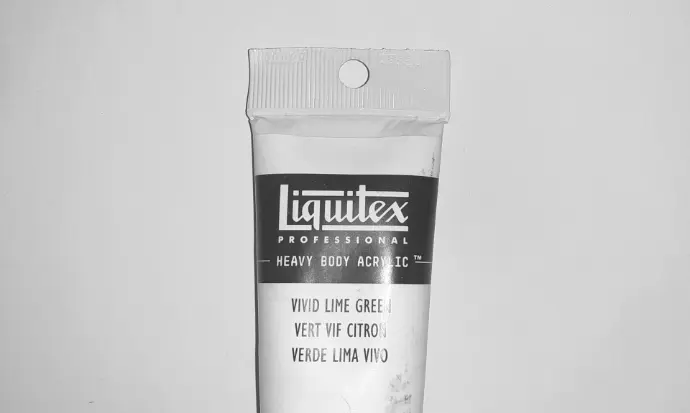 Liquitex
PROFESSIONAL
HEAVY BODY ACRYLIC™
VIVID LIME GREEN
VERT VIF CITRON
VERDE LIMA VIVO